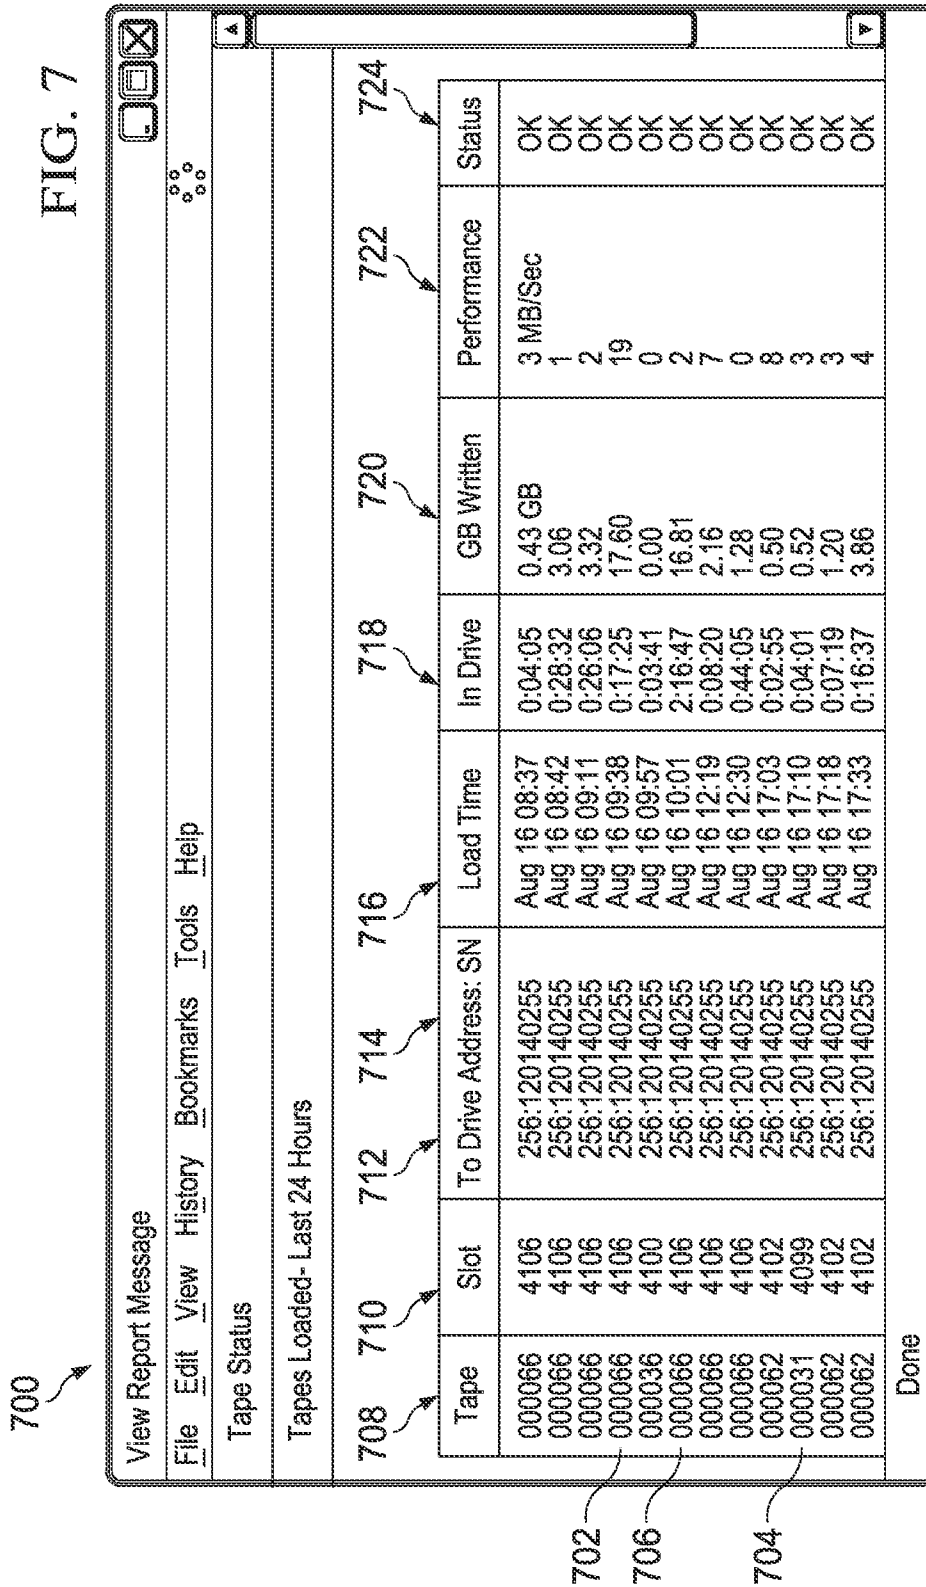 FIG. 7
700
View Report Message
File Edit View History Bookmarks Tools Help
Tape Status
Tapes Loaded- Last 24 Hours
708 710 712 714 716 718 720 722 724
Tape Slot To Drive Address: SN Load Time In Drive GB Written Performance Status
000066 4106 256:120140255 Aug 16 08:37 0:04:05 0.43 GB 3 MB/Sec OK
000066 4106 256:120140255 Aug 16 08:42 0:28:32 3.06 1 OK
000066 4106 256:120140255 Aug 16 09:11 0:26:06 3.32 2 OK
702 000066 4106 256:120140255 Aug 16 09:38 0:17:25 17.60 19 OK
000036 4100 256:120140255 Aug 16 09:57 0:03:41 0.00 0 OK
706 000066 4106 256:120140255 Aug 16 10:01 2:16:47 16.81 2 OK
000066 4106 256:120140255 Aug 16 12:19 0:08:20 2.16 7 OK
000066 4106 256:120140255 Aug 16 12:30 0:44:05 1.28 0 OK
000062 4102 256:120140255 Aug 16 17:03 0:02:55 0.50 8 OK
704 000031 4099 256:120140255 Aug 16 17:10 0:04:01 0.52 3 OK
000062 4102 256:120140255 Aug 16 17:18 0:07:19 1.20 3 OK
000062 4102 256:120140255 Aug 16 17:33 0:16:37 3.86 4 OK
Done